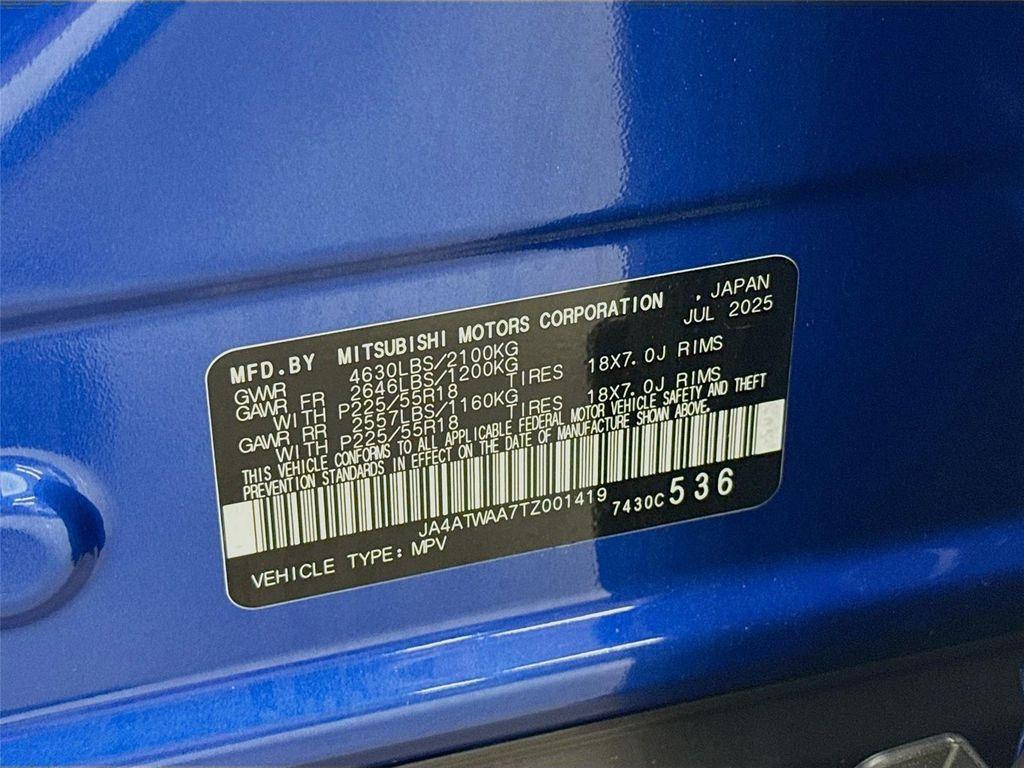 MFD.BY MITSUBISHI MOTORS CORPORATION , JAPAN
JUL 2025
GVWR 4630LBS/2100KG
GAWR FR 2646LBS/1200KG
WITH P225/55R18 TIRES 18X7.0J RIMS
GAWR RR 2557LBS/1160KG
WITH P225/55R18 TIRES 18X7.0J RIMS
THIS VEHICLE CONFORMS TO ALL APPLICABLE FEDERAL MOTOR VEHICLE SAFETY AND THEFT
PREVENTION STANDARDS IN EFFECT ON THE DATE OF MANUFACTURE SHOWN ABOVE.
JA4ATWAA7TZ001419 7430C 536
VEHICLE TYPE: MPV